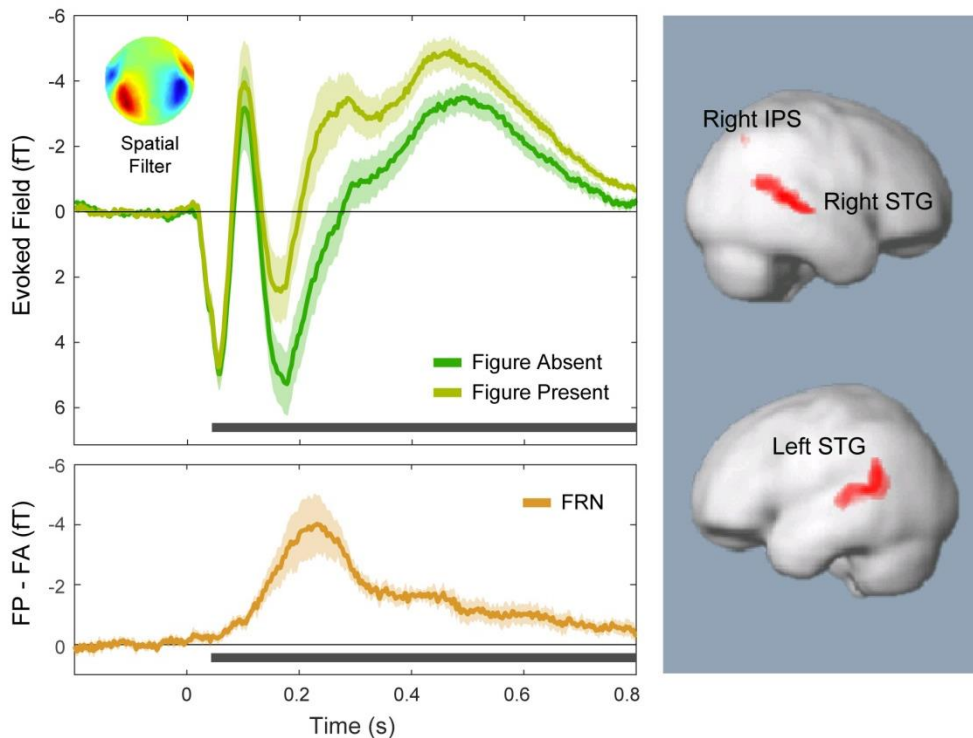 -6
-4
-2
0
2
4
6
Evoked Field (fT)
Spatial
Filter
Figure Absent
Figure Present
-6
-4
-2
0
FP - FA (fT)
FRN
0
0.2
0.4
0.6
0.8
Time (s)
Right IPS
Right STG
Left STG